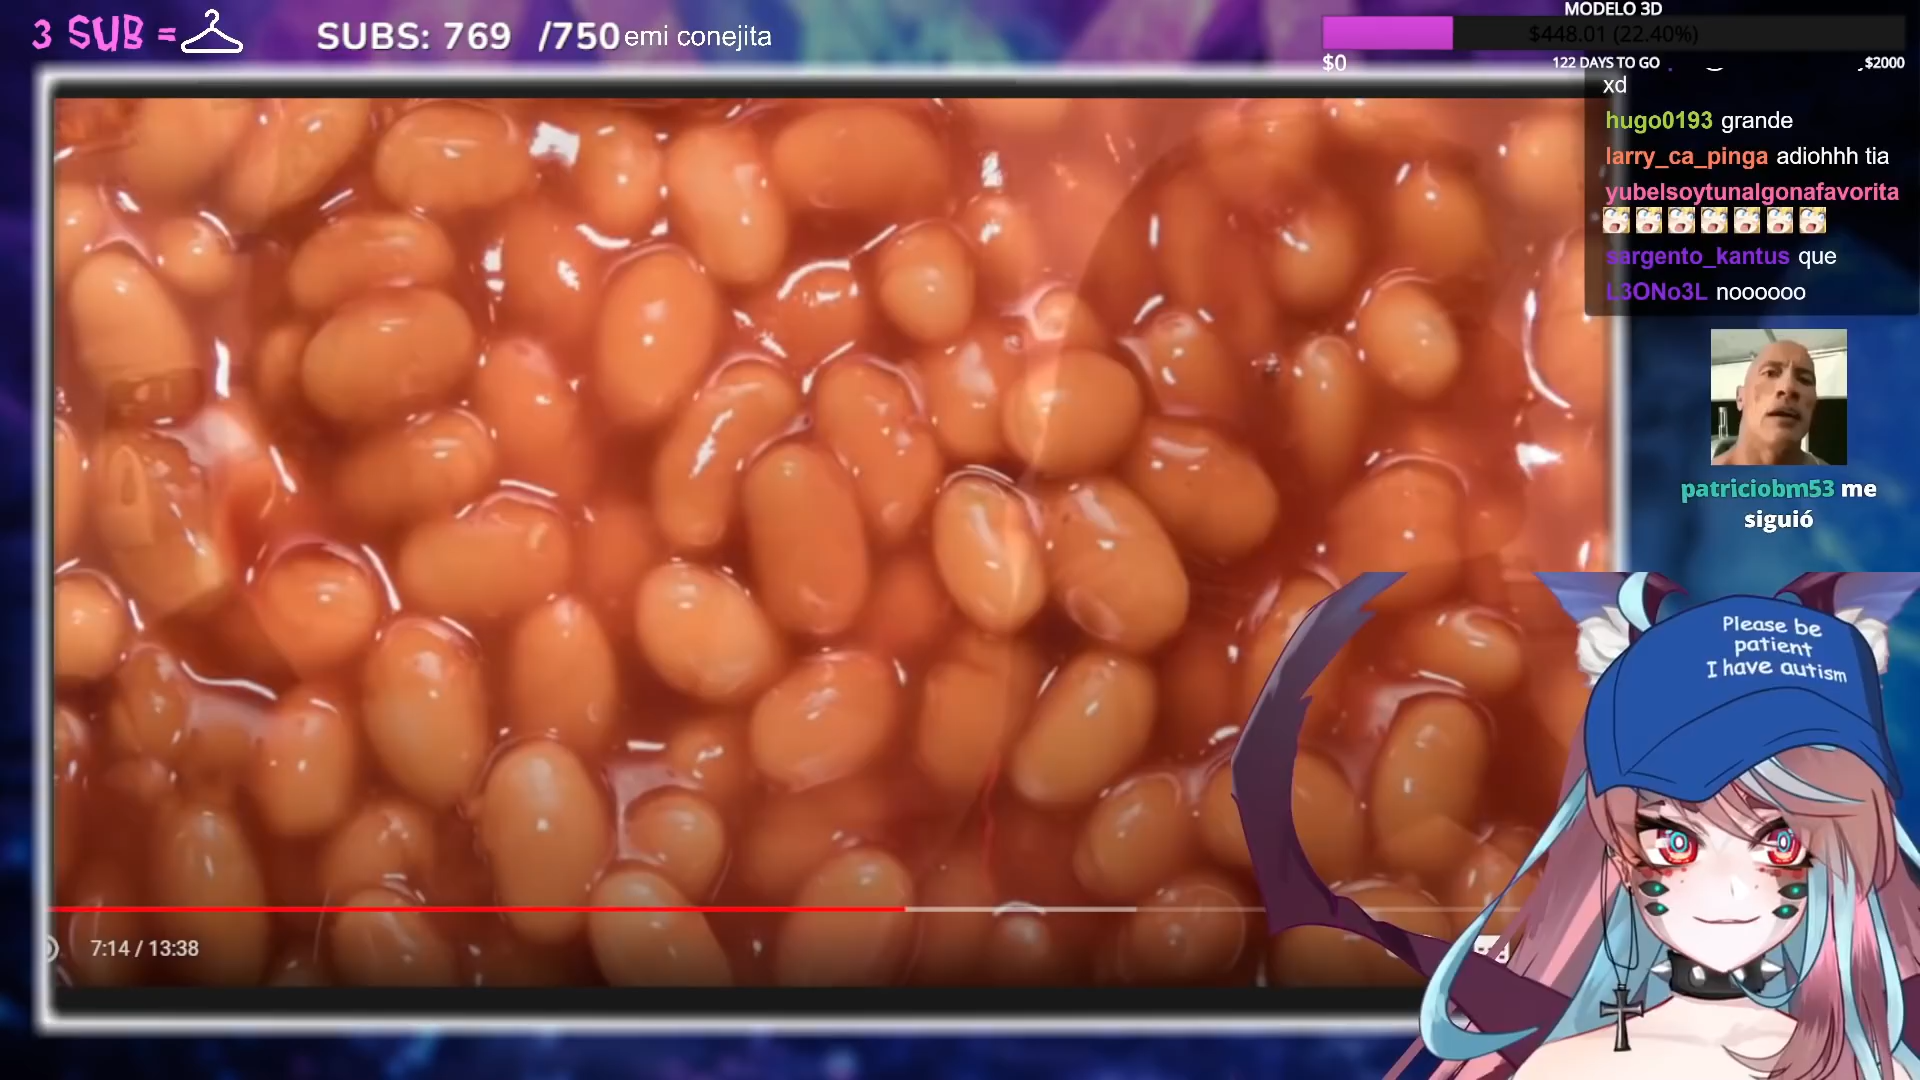 3 SUB =
SUBS: 769 /750 emi conejita
MODELO 3D
$448.01 (22.40%)
$0
122 DAYS TO GO
$2000
xd
hugo0193 grande
larry_ca_pinga adiohhh tia
yubelsoytunalgonafavorita
sargento_kantus que
L3ONo3L noooooo
patriciobm53 me
siguió
Please be
patient
I have autism
7:14 / 13:38